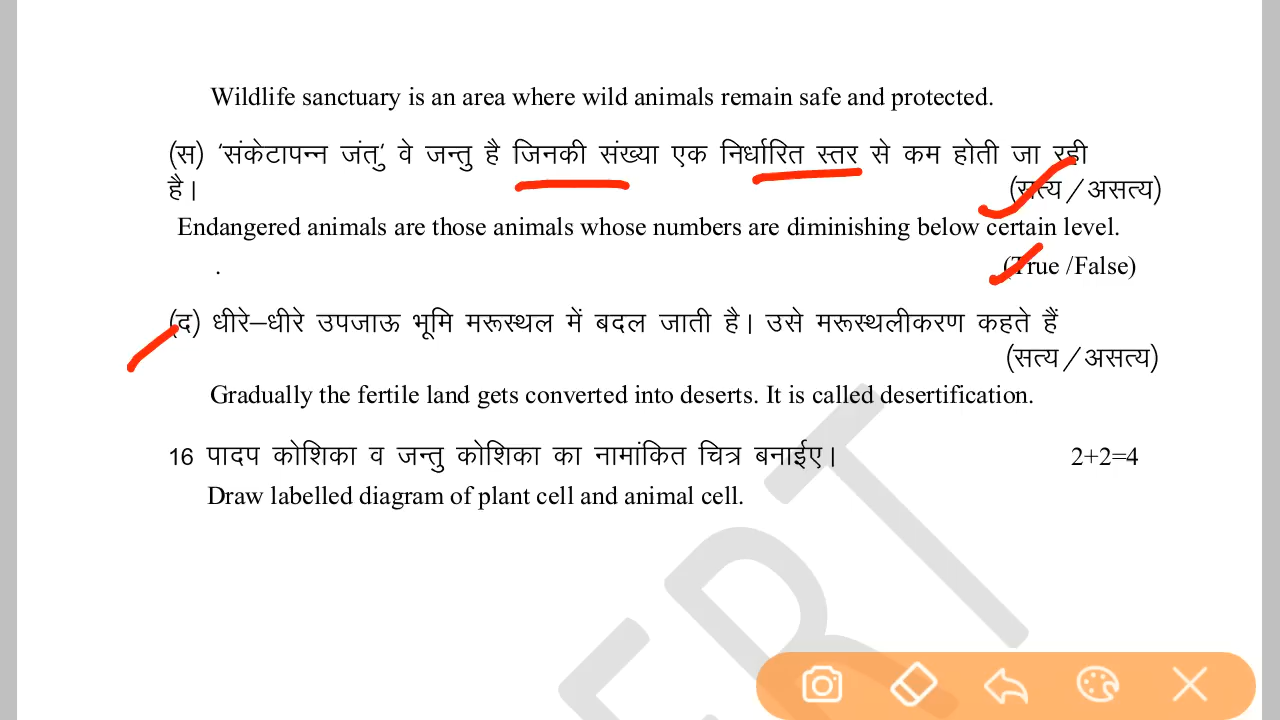 Wildlife sanctuary is an area where wild animals remain safe and protected.
(स) 'संकेटापन्न जंतु' वे जन्तु है जिनकी संख्या एक निर्धारित स्तर से कम होती जा रही
है। (सत्य/असत्य)
Endangered animals are those animals whose numbers are diminishing below certain level.
. (True /False)
(द) धीरे–धीरे उपजाऊ भूमि मरूस्थल में बदल जाती है। उसे मरूस्थलीकरण कहते हैं
(सत्य/असत्य)
Gradually the fertile land gets converted into deserts. It is called desertification.
16 पादप कोशिका व जन्तु कोशिका का नामांकित चित्र बनाईए। 2+2=4
Draw labelled diagram of plant cell and animal cell.
ERT